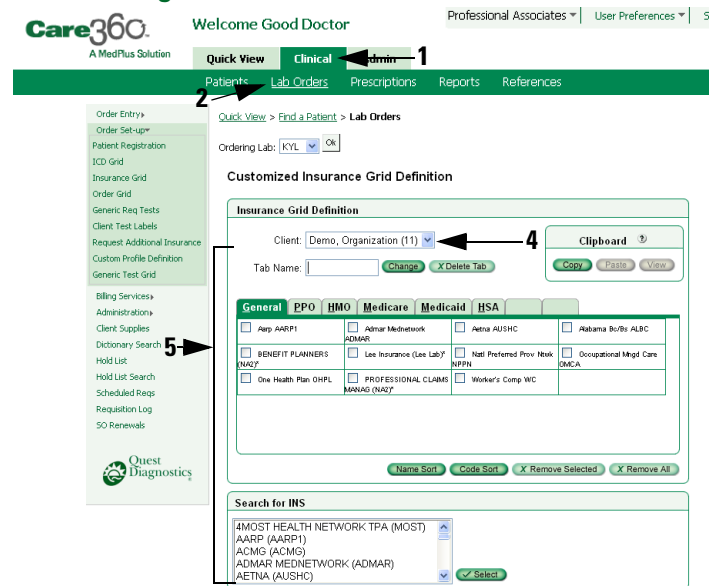 Care360.
A MedPlus Solution
Welcome Good Doctor
Professional Associates
User Preferences
S
Quick View
Clinical
Admin
1
Patients
Lab Orders
Prescriptions
Reports
References
2
Order Entry
Order Set-up
Patient Registration
ICD Grid
Insurance Grid
Order Grid
Generic Req Tests
Client Test Labels
Request Additional Insurance
Custom Profile Definition
Generic Test Grid
Billing Services
Administration
Client Supplies
Dictionary Search
Hold List
Hold List Search
Scheduled Reqs
Requisition Log
SO Renewals
Quest
Diagnostics
5
Quick View > Find a Patient > Lab Orders
Ordering Lab: KYL Ok
Customized Insurance Grid Definition
Insurance Grid Definition
Client: Demo, Organization (11)
4
Tab Name:
Change
X Delete Tab
Clipboard ?
Copy
Paste
View
General
PPO
HMO
Medicare
Medicaid
HSA
Aarp AARP1
Admar Mednetwork
ADMAR
Aetna AUSHC
Alabama Bc/Bs ALBC
BENEFIT PLANNERS
(NA2)*
Lee Insurance (Lee Lab)*
Natl Preferred Prov Ntwk
NPPN
Occupational Mngd Care
OMCA
One Health Plan OHPL
PROFESSIONAL CLAIMS
MANAG (NA2)*
Worker's Comp WC
Name Sort
Code Sort
X Remove Selected
X Remove All
Search for INS
4MOST HEALTH NETWORK TPA (MOST)
AARP (AARP1)
ACMG (ACMG)
ADMAR MEDNETWORK (ADMAR)
AETNA (AUSHC)
Select